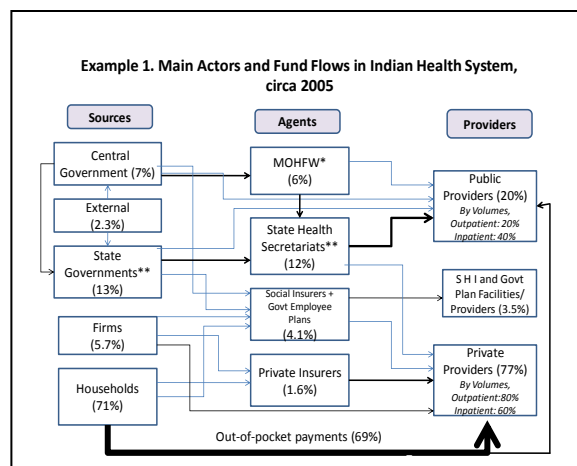 Example 1. Main Actors and Fund Flows in Indian Health System,
circa 2005
Sources
Agents
Providers
Central
Government (7%)
External
(2.3%)
State
Governments**
(13%)
Firms
(5.7%)
Households
(71%)
MOHFW*
(6%)
State Health
Secretariats**
(12%)
Social Insurers +
Govt Employee
Plans
(4.1%)
Private Insurers
(1.6%)
Public
Providers (20%)
By Volumes,
Outpatient: 20%
Inpatient: 40%
S H I and Govt
Plan Facilities/
Providers (3.5%)
Private
Providers (77%)
By Volumes,
Outpatient:80%
Inpatient: 60%
Out-of-pocket payments (69%)